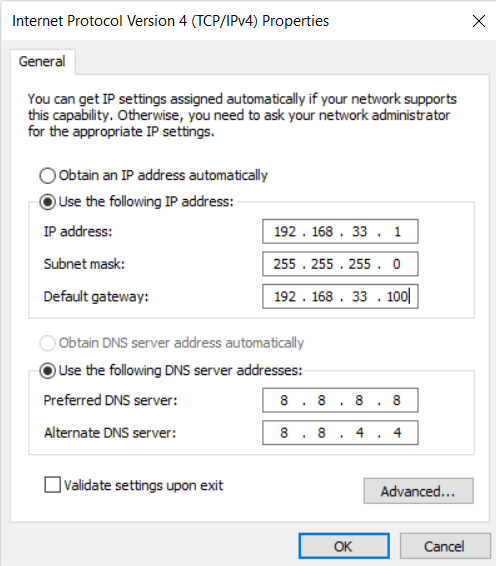 Internet Protocol Version 4 (TCP/IPv4) Properties
General
You can get IP settings assigned automatically if your network supports
this capability. Otherwise, you need to ask your network administrator
for the appropriate IP settings.
Obtain an IP address automatically
Use the following IP address:
IP address: 192 . 168 . 33 . 1
Subnet mask: 255 . 255 . 255 . 0
Default gateway: 192 . 168 . 33 . 100
Obtain DNS server address automatically
Use the following DNS server addresses:
Preferred DNS server: 8 . 8 . 8 . 8
Alternate DNS server: 8 . 8 . 4 . 4
Validate settings upon exit
Advanced...
OK Cancel